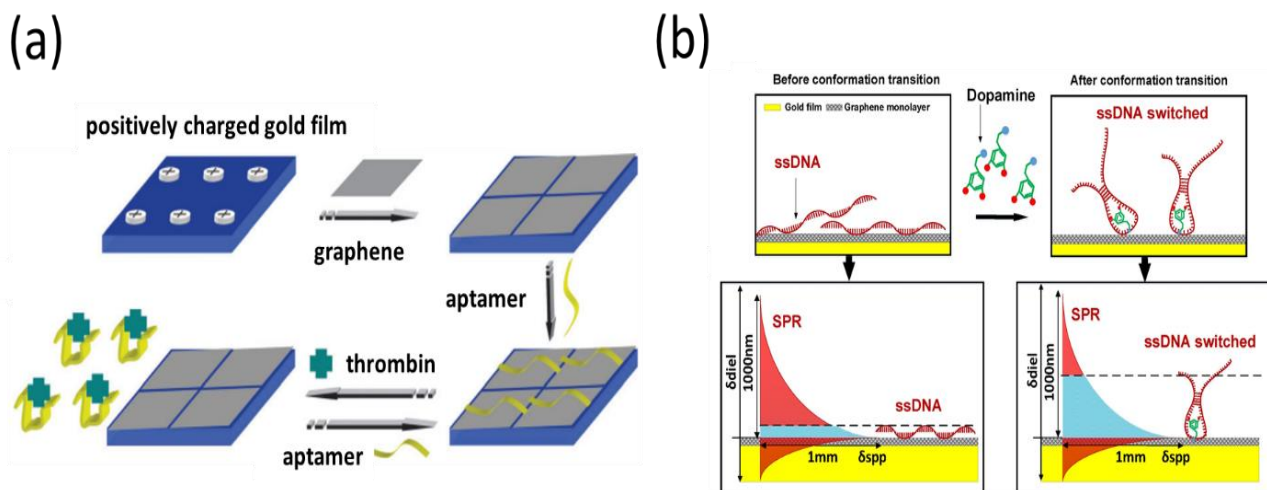 (a)
positively charged gold film
graphene
aptamer
thrombin
aptamer
(b)
Before conformation transition
After conformation transition
Gold film Graphene monolayer
Dopamine
ssDNA
ssDNA switched
SPR
δdiel
1000nm
ssDNA
1mm δspp
SPR
ssDNA switched
δdiel
1000nm
1mm δspp